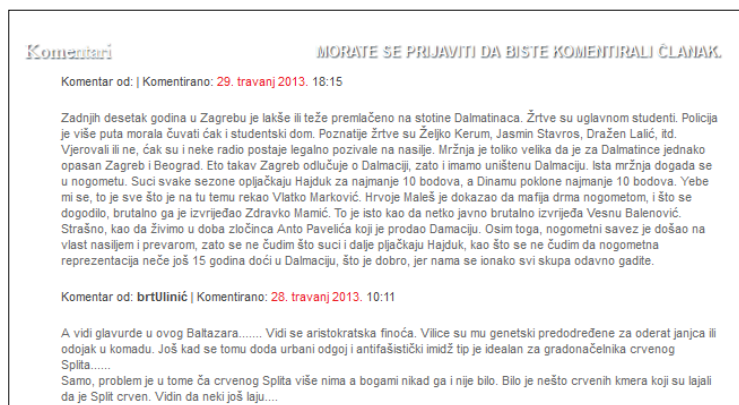 Komentari
MORATE SE PRIJAVITI DA BISTE KOMENTIRALI ČLANAK.
Komentar od: | Komentirano: 29. travanj 2013. 18:15
Zadnjih desetak godina u Zagrebu je lakše ili teže premlačeno na stotine Dalmatinaca. Žrtve su uglavnom studenti. Policija
je više puta morala čuvati ćak i studentski dom. Poznatije žrtve su Željko Kerum, Jasmin Stavros, Dražen Lalić, itd.
Vjerovali ili ne, ćak su i neke radio postaje legalno pozivale na nasilje. Mržnja je toliko velika da je za Dalmatince jednako
opasan Zagreb i Beograd. Eto takav Zagreb odlučuje o Dalmaciji, zato i imamo uništenu Dalmaciju. Ista mržnja dogada se
u nogometu. Suci svake sezone opljačkaju Hajduk za najmanje 10 bodova, a Dinamu poklone najmanje 10 bodova. Yebe
mi se, to je sve što je na tu temu rekao Vlatko Marković. Hrvoje Maleš je dokazao da mafija drma nogometom, i što se
dogodilo, brutalno ga je izvrijeđao Zdravko Mamić. To je isto kao da netko javno brutalno izvrijeđa Vesnu Balenović.
Strašno, kao da živimo u doba zločinca Anto Pavelića koji je prodao Damaciju. Osim toga, nogometni savez je došao na
vlast nasiljem i prevarom, zato se ne čudim što suci i dalje pljačkaju Hajduk, kao što se ne čudim da nogometna
reprezentacija neče još 15 godina doći u Dalmaciju, što je dobro, jer nama se ionako svi skupa odavno gadite.
Komentar od: brtUlinić | Komentirano: 28. travanj 2013. 10:11
A vidi glavurde u ovog Baltazara....... Vidi se aristokratska finoća. Vilice su mu genetski predodređene za oderat janjca ili
odojak u komadu. Još kad se tomu doda urbani odgoj i antifašistički imidž tip je idealan za gradonačelnika crvenog
Splita......
Samo, problem je u tome ča crvenog Splita više nima a bogami nikad ga i nije bilo. Bilo je nešto crvenih kmera koji su lajali
da je Split crven. Vidin da neki još laju....